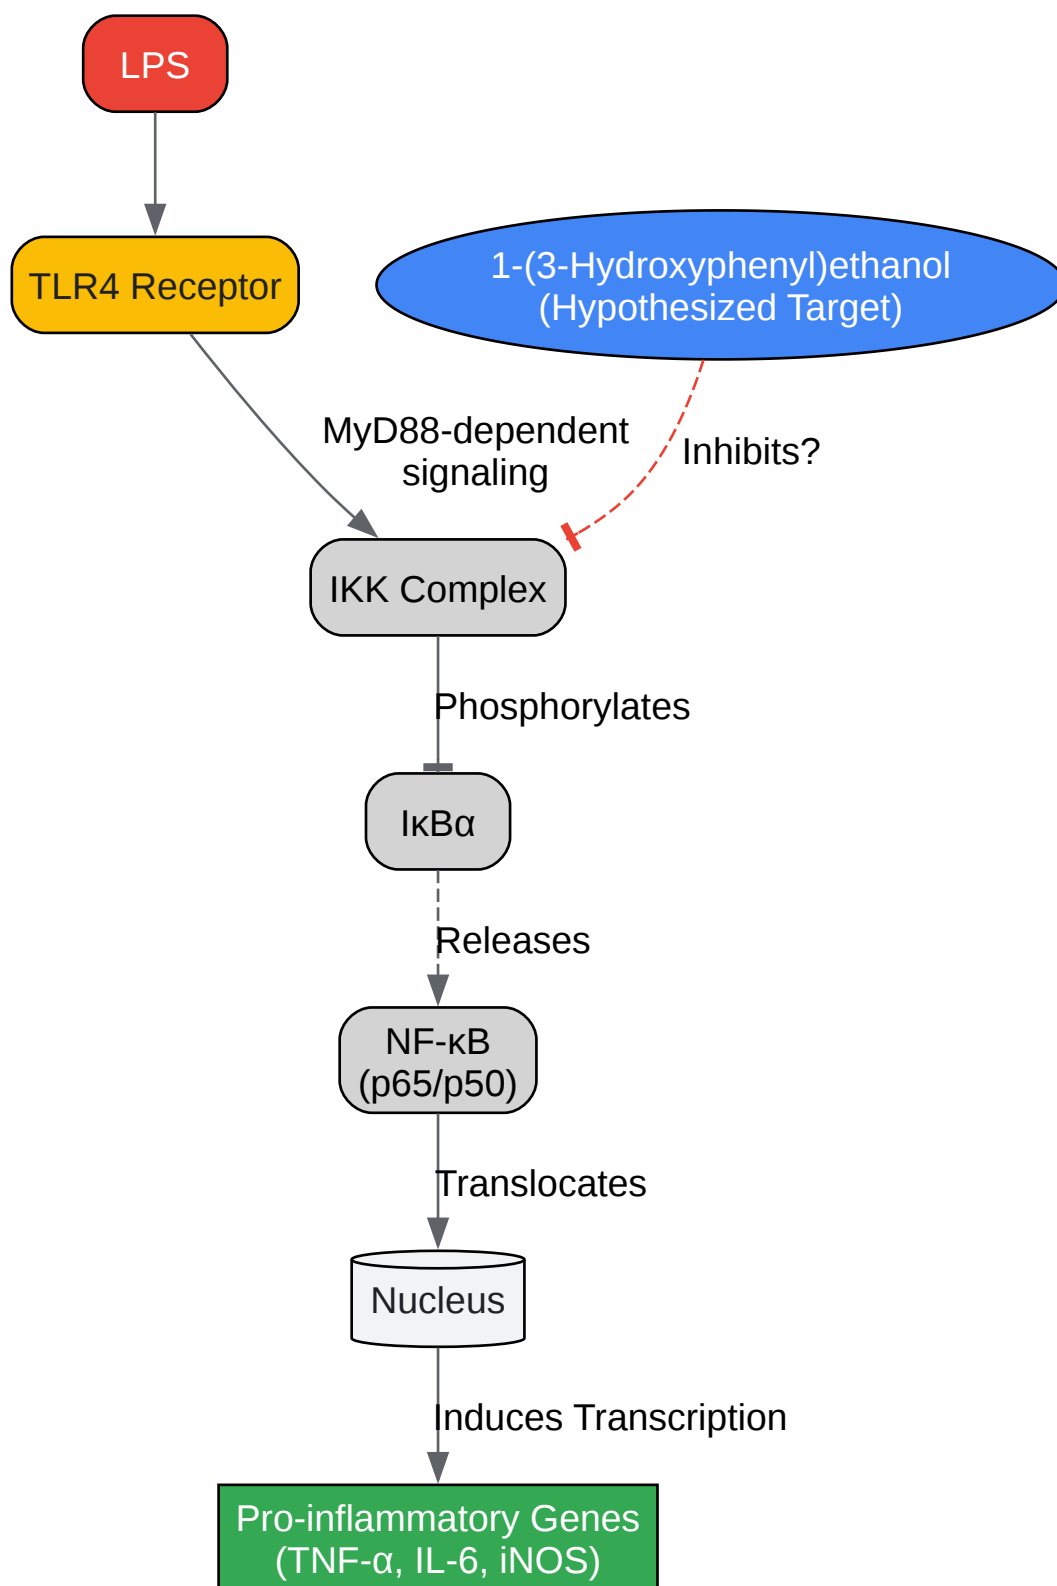 LPS
TLR4 Receptor
1-(3-Hydroxyphenyl)ethanol
(Hypothesized Target)
MyD88-dependent
signaling
Inhibits?
IKK Complex
Phosphorylates
IκBα
Releases
NF-κB
(p65/p50)
Translocates
Nucleus
Induces Transcription
Pro-inflammatory Genes
(TNF-α, IL-6, iNOS)